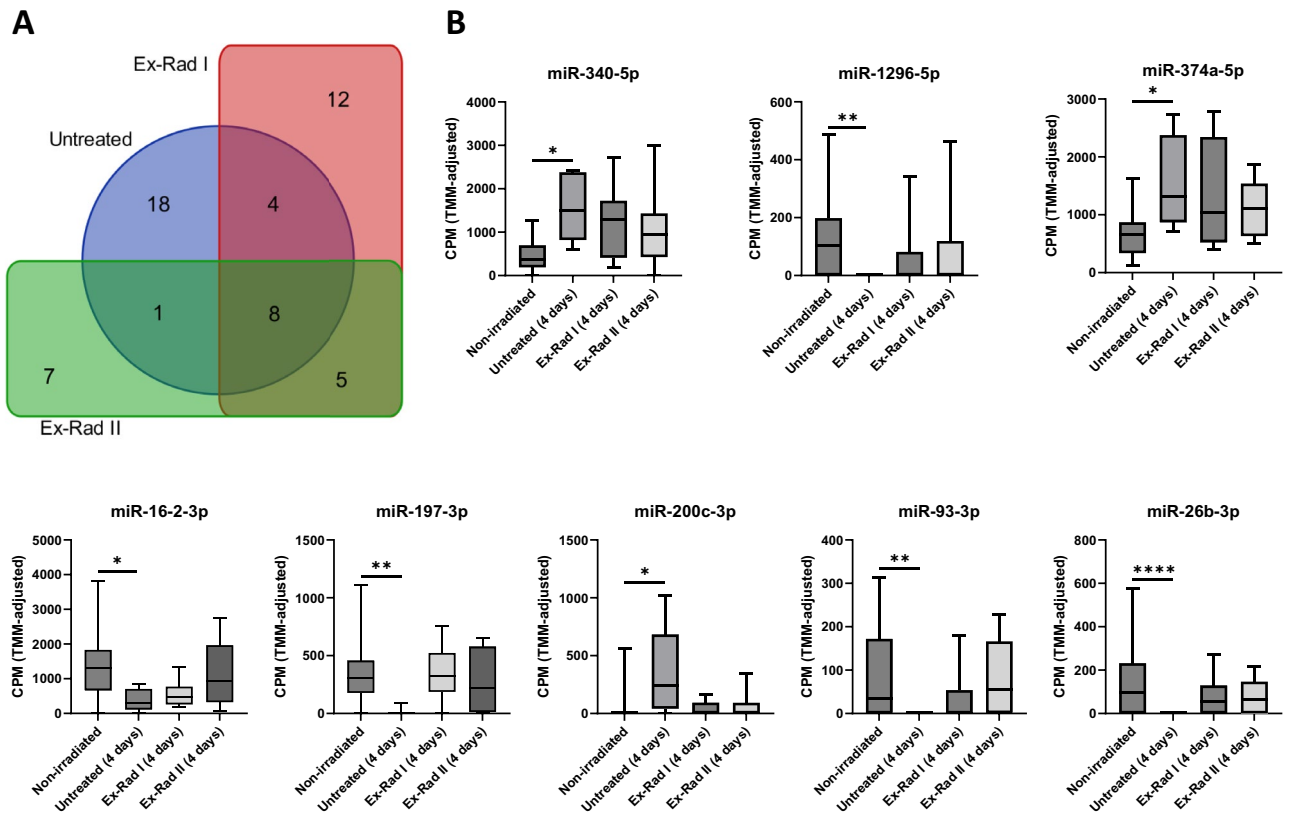 A
Ex-Rad I
12
Untreated
18
4
1
8
7
5
Ex-Rad II
B
miR-340-5p
CPM (TMM-adjusted)
4000
3000
2000
1000
0
*
Non-irradiated
Untreated (4 days)
Ex-Rad I (4 days)
Ex-Rad II (4 days)
miR-1296-5p
CPM (TMM-adjusted)
600
400
200
0
**
Non-irradiated
Untreated (4 days)
Ex-Rad I (4 days)
Ex-Rad II (4 days)
miR-374a-5p
CPM (TMM-adjusted)
3000
2000
1000
0
*
Non-irradiated
Untreated (4 days)
Ex-Rad I (4 days)
Ex-Rad II (4 days)
miR-16-2-3p
CPM (TMM-adjusted)
5000
4000
3000
2000
1000
0
*
Non-irradiated
Untreated (4 days)
Ex-Rad I (4 days)
Ex-Rad II (4 days)
miR-197-3p
CPM (TMM-adjusted)
1500
1000
500
0
**
Non-irradiated
Untreated (4 days)
Ex-Rad I (4 days)
Ex-Rad II (4 days)
miR-200c-3p
CPM (TMM-adjusted)
1500
1000
500
0
*
Non-irradiated
Untreated (4 days)
Ex-Rad I (4 days)
Ex-Rad II (4 days)
miR-93-3p
CPM (TMM-adjusted)
400
300
200
100
0
**
Non-irradiated
Untreated (4 days)
Ex-Rad I (4 days)
Ex-Rad II (4 days)
miR-26b-3p
CPM (TMM-adjusted)
800
600
400
200
0
****
Non-irradiated
Untreated (4 days)
Ex-Rad I (4 days)
Ex-Rad II (4 days)